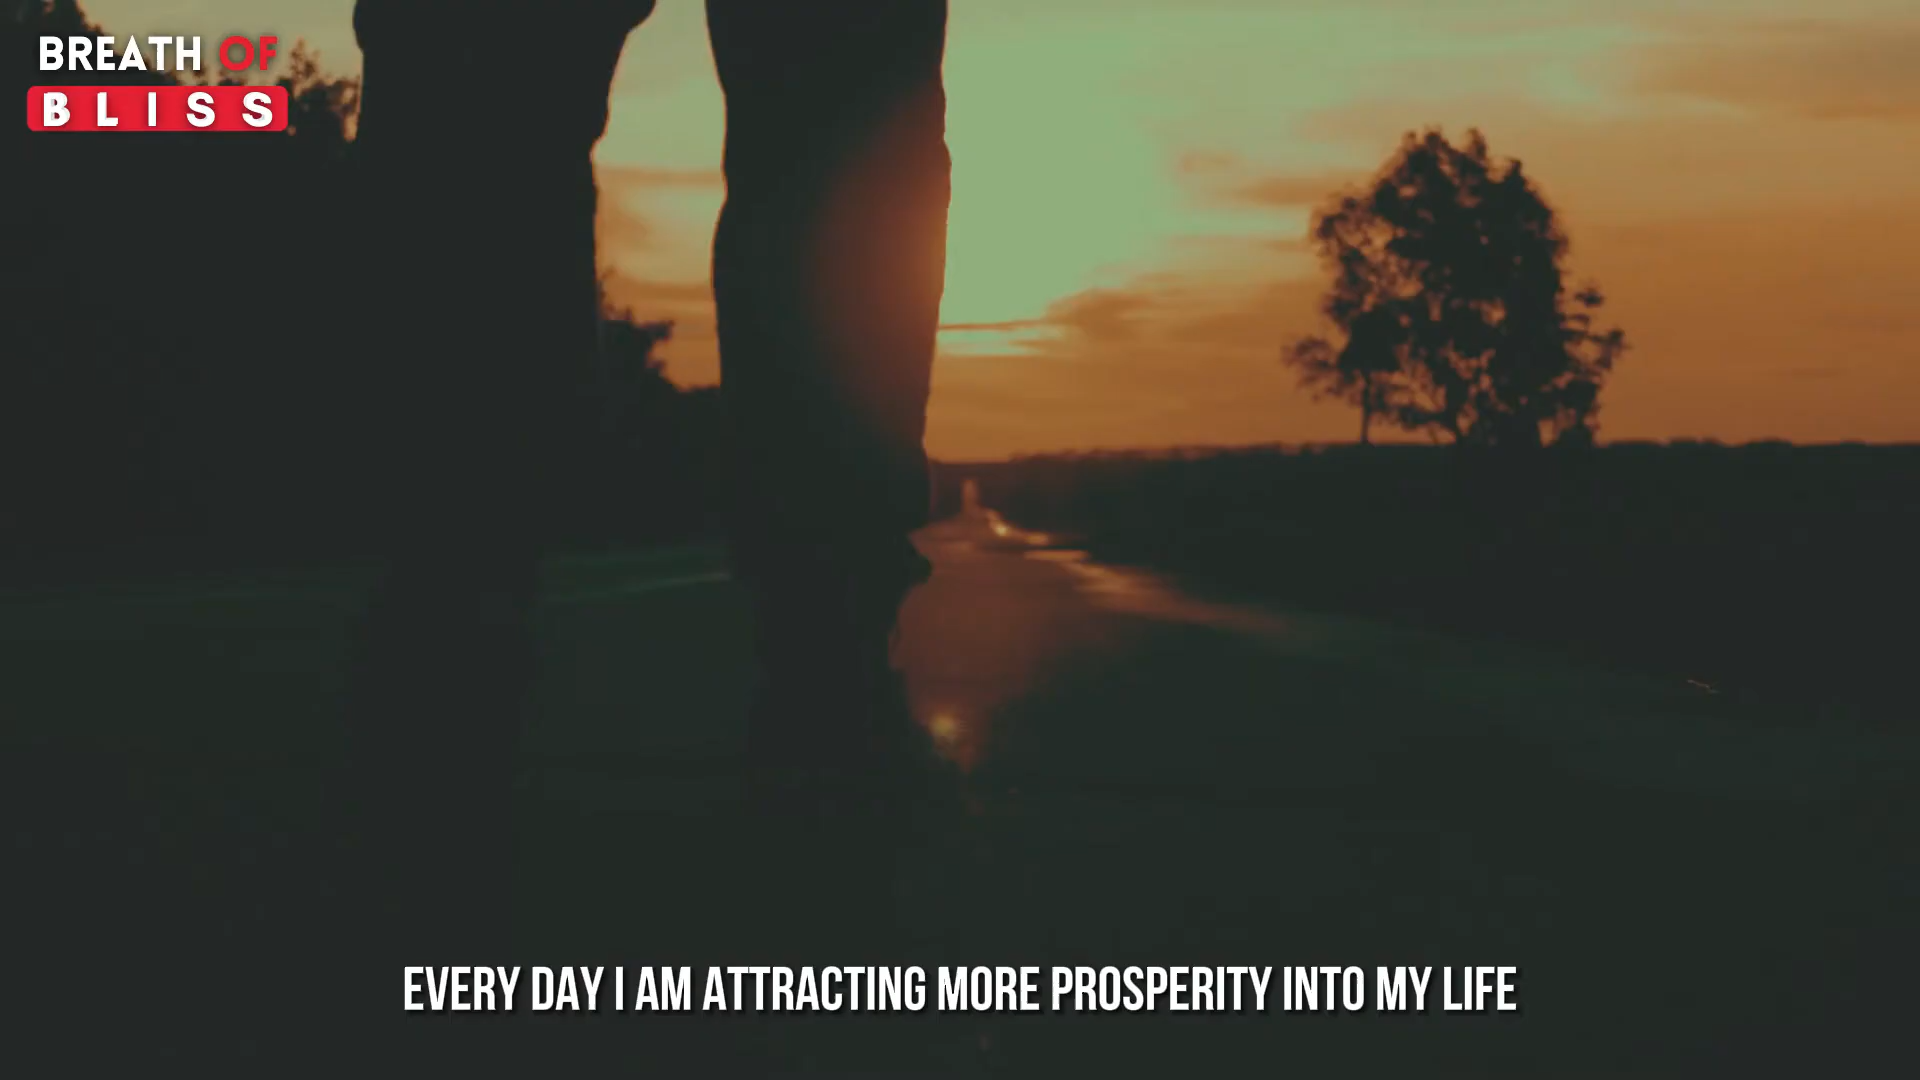 BREATH OF
BLISS
EVERY DAY I AM ATTRACTING MORE PROSPERITY INTO MY LIFE